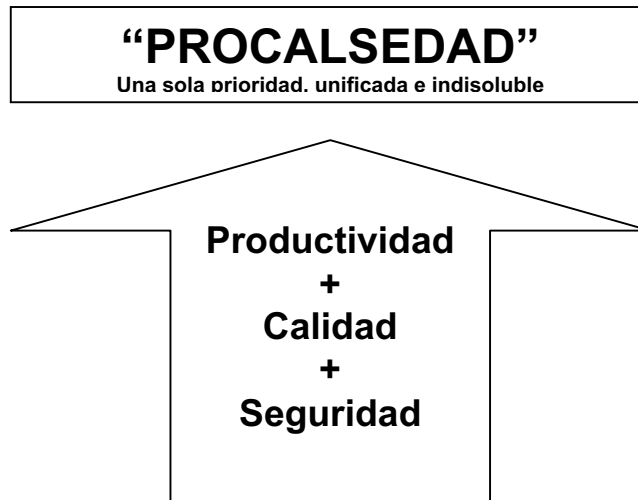 “PROCALSEDAD”
Una sola prioridad, unificada e indisoluble
Productividad
+
Calidad
+
Seguridad